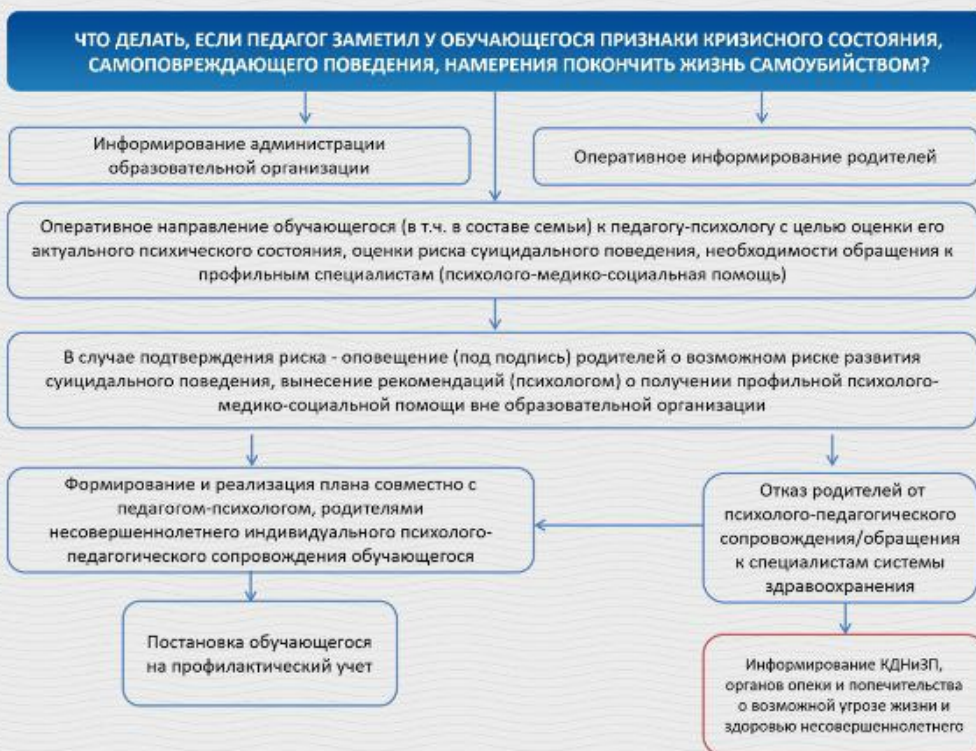 ЧТО ДЕЛАТЬ, ЕСЛИ ПЕДАГОГ ЗАМЕТИЛ У ОБУЧАЮЩЕГОСЯ ПРИЗНАКИ КРИЗИСНОГО СОСТОЯНИЯ,
САМОПОВРЕЖДАЮЩЕГО ПОВЕДЕНИЯ, НАМЕРЕНИЯ ПОКОНЧИТЬ ЖИЗНЬ САМОУБИЙСТВОМ?
Информирование администрации
образовательной организации
Оперативное информирование родителей
Оперативное направление обучающегося (в т.ч. в составе семьи) к педагогу-психологу с целью оценки его
актуального психического состояния, оценки риска суицидального поведения, необходимости обращения к
профильным специалистам (психолого-медико-социальная помощь)
В случае подтверждения риска - оповещение (под подпись) родителей о возможном риске развития
суицидального поведения, вынесение рекомендаций (психологом) о получении профильной психолого-
медико-социальной помощи вне образовательной организации
Формирование и реализация плана совместно с
педагогом-психологом, родителями
несовершеннолетнего индивидуального психолого-
педагогического сопровождения обучающегося
Отказ родителей от
психолого-педагогического
сопровождения/обращения
к специалистам системы
здравоохранения
Постановка обучающегося
на профилактический учет
Информирование КДНиЗП,
органов опеки и попечительства
о возможной угрозе жизни и
здоровью несовершеннолетнего